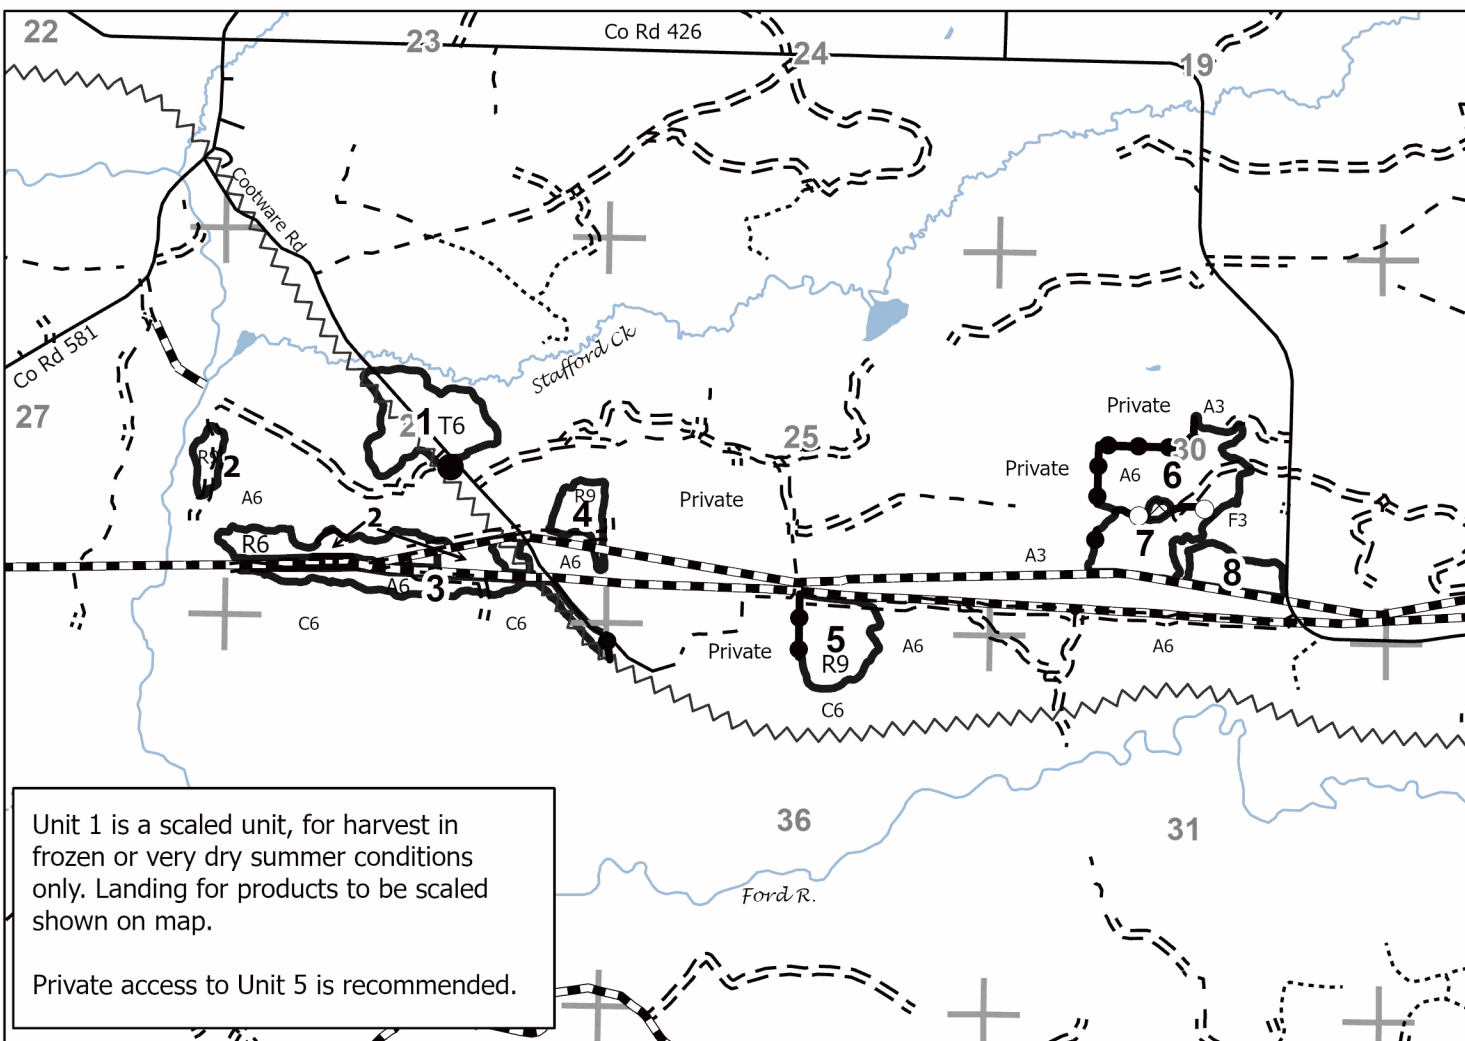 22
23
Co Rd 426
24
19
Cootware Rd
Co Rd 581
Stafford Ck
27
1
T6
25
Private
A3
30
Private
A6
6
R9
2
A6
R9
4
Private
2
F3
R6
7
A6
A3
8
A6
3
C6
C6
Private
5
R9
A6
A6
C6
36
31
Unit 1 is a scaled unit, for harvest in
frozen or very dry summer conditions
only. Landing for products to be scaled
shown on map.
Private access to Unit 5 is recommended.
Ford R.